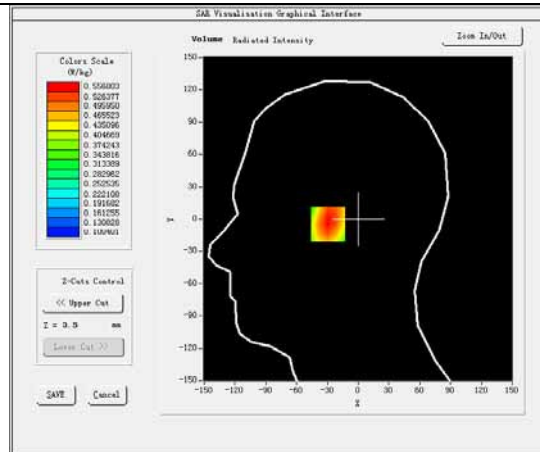 SAR Visualisation Graphical Interface
Volume Radiated Intensity
Zoom In/Out
Colors Scale
(W/kg)
0.556803
0.526377
0.495950
0.465523
0.435096
0.404669
0.374243
0.343816
0.313389
0.282962
0.252535
0.222108
0.191682
0.161255
0.130828
0.100401
Z-Cuts Control
<< Upper Cut
Z = 3.5 mm
Lower Cut >>
SAVE Cancel
150
120
90
60
30
Y 0
-30
-60
-90
-120
-150
-150 -120 -90 -60 -30 0 30 60 90 120 150
X